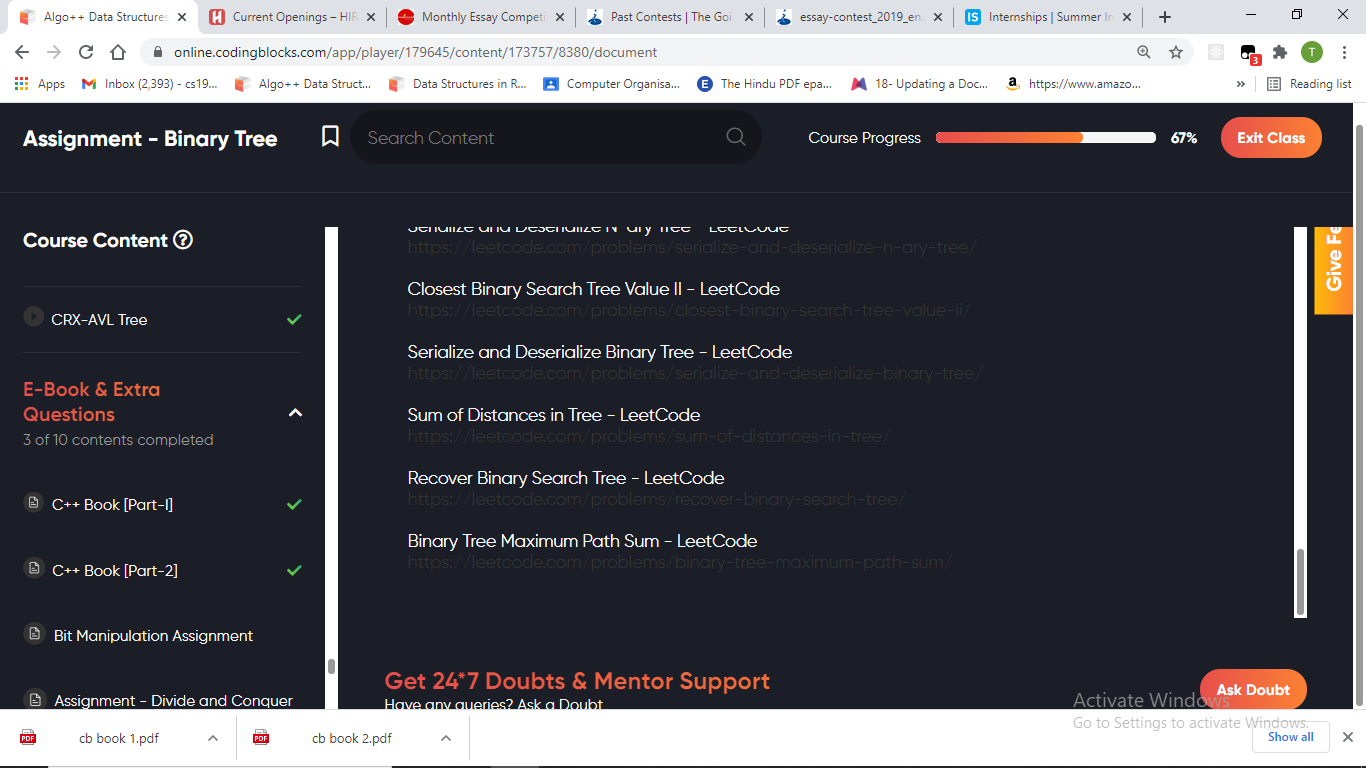 Algo++ Data Structures
Current Openings – HIR
Monthly Essay Competi
Past Contests | The Goi
essay-contest_2019_en.
Internships | Summer In
online.codingblocks.com/app/player/179645/content/173757/8380/document
3
T
Apps
Inbox (2,393) - cs19...
Algo++ Data Struct...
Data Structures in R...
Computer Organisa...
E
The Hindu PDF epa...
18- Updating a Doc...
https://www.amazo...
»
Reading list
Assignment - Binary Tree
Search Content
Course Progress
67%
Exit Class
Course Content
CRX-AVL Tree
E-Book & Extra
Questions
3 of 10 contents completed
C++ Book [Part-I]
C++ Book [Part-2]
Bit Manipulation Assignment
Assignment - Divide and Conquer
Serialize and Deserialize N-ary Tree - LeetCode
https://leetcode.com/problems/serialize-and-deserialize-n-ary-tree/
Closest Binary Search Tree Value II - LeetCode
https://leetcode.com/problems/closest-binary-search-tree-value-ii/
Serialize and Deserialize Binary Tree - LeetCode
https://leetcode.com/problems/serialize-and-deserialize-binary-tree/
Sum of Distances in Tree - LeetCode
https://leetcode.com/problems/sum-of-distances-in-tree/
Recover Binary Search Tree - LeetCode
https://leetcode.com/problems/recover-binary-search-tree/
Binary Tree Maximum Path Sum - LeetCode
https://leetcode.com/problems/binary-tree-maximum-path-sum/
Give Fe
Get 24*7 Doubts & Mentor Support
Have any queries? Ask a Doubt
Ask Doubt
Activate Windows
Go to Settings to activate Windows.
PDF
cb book 1.pdf
PDF
cb book 2.pdf
Show all